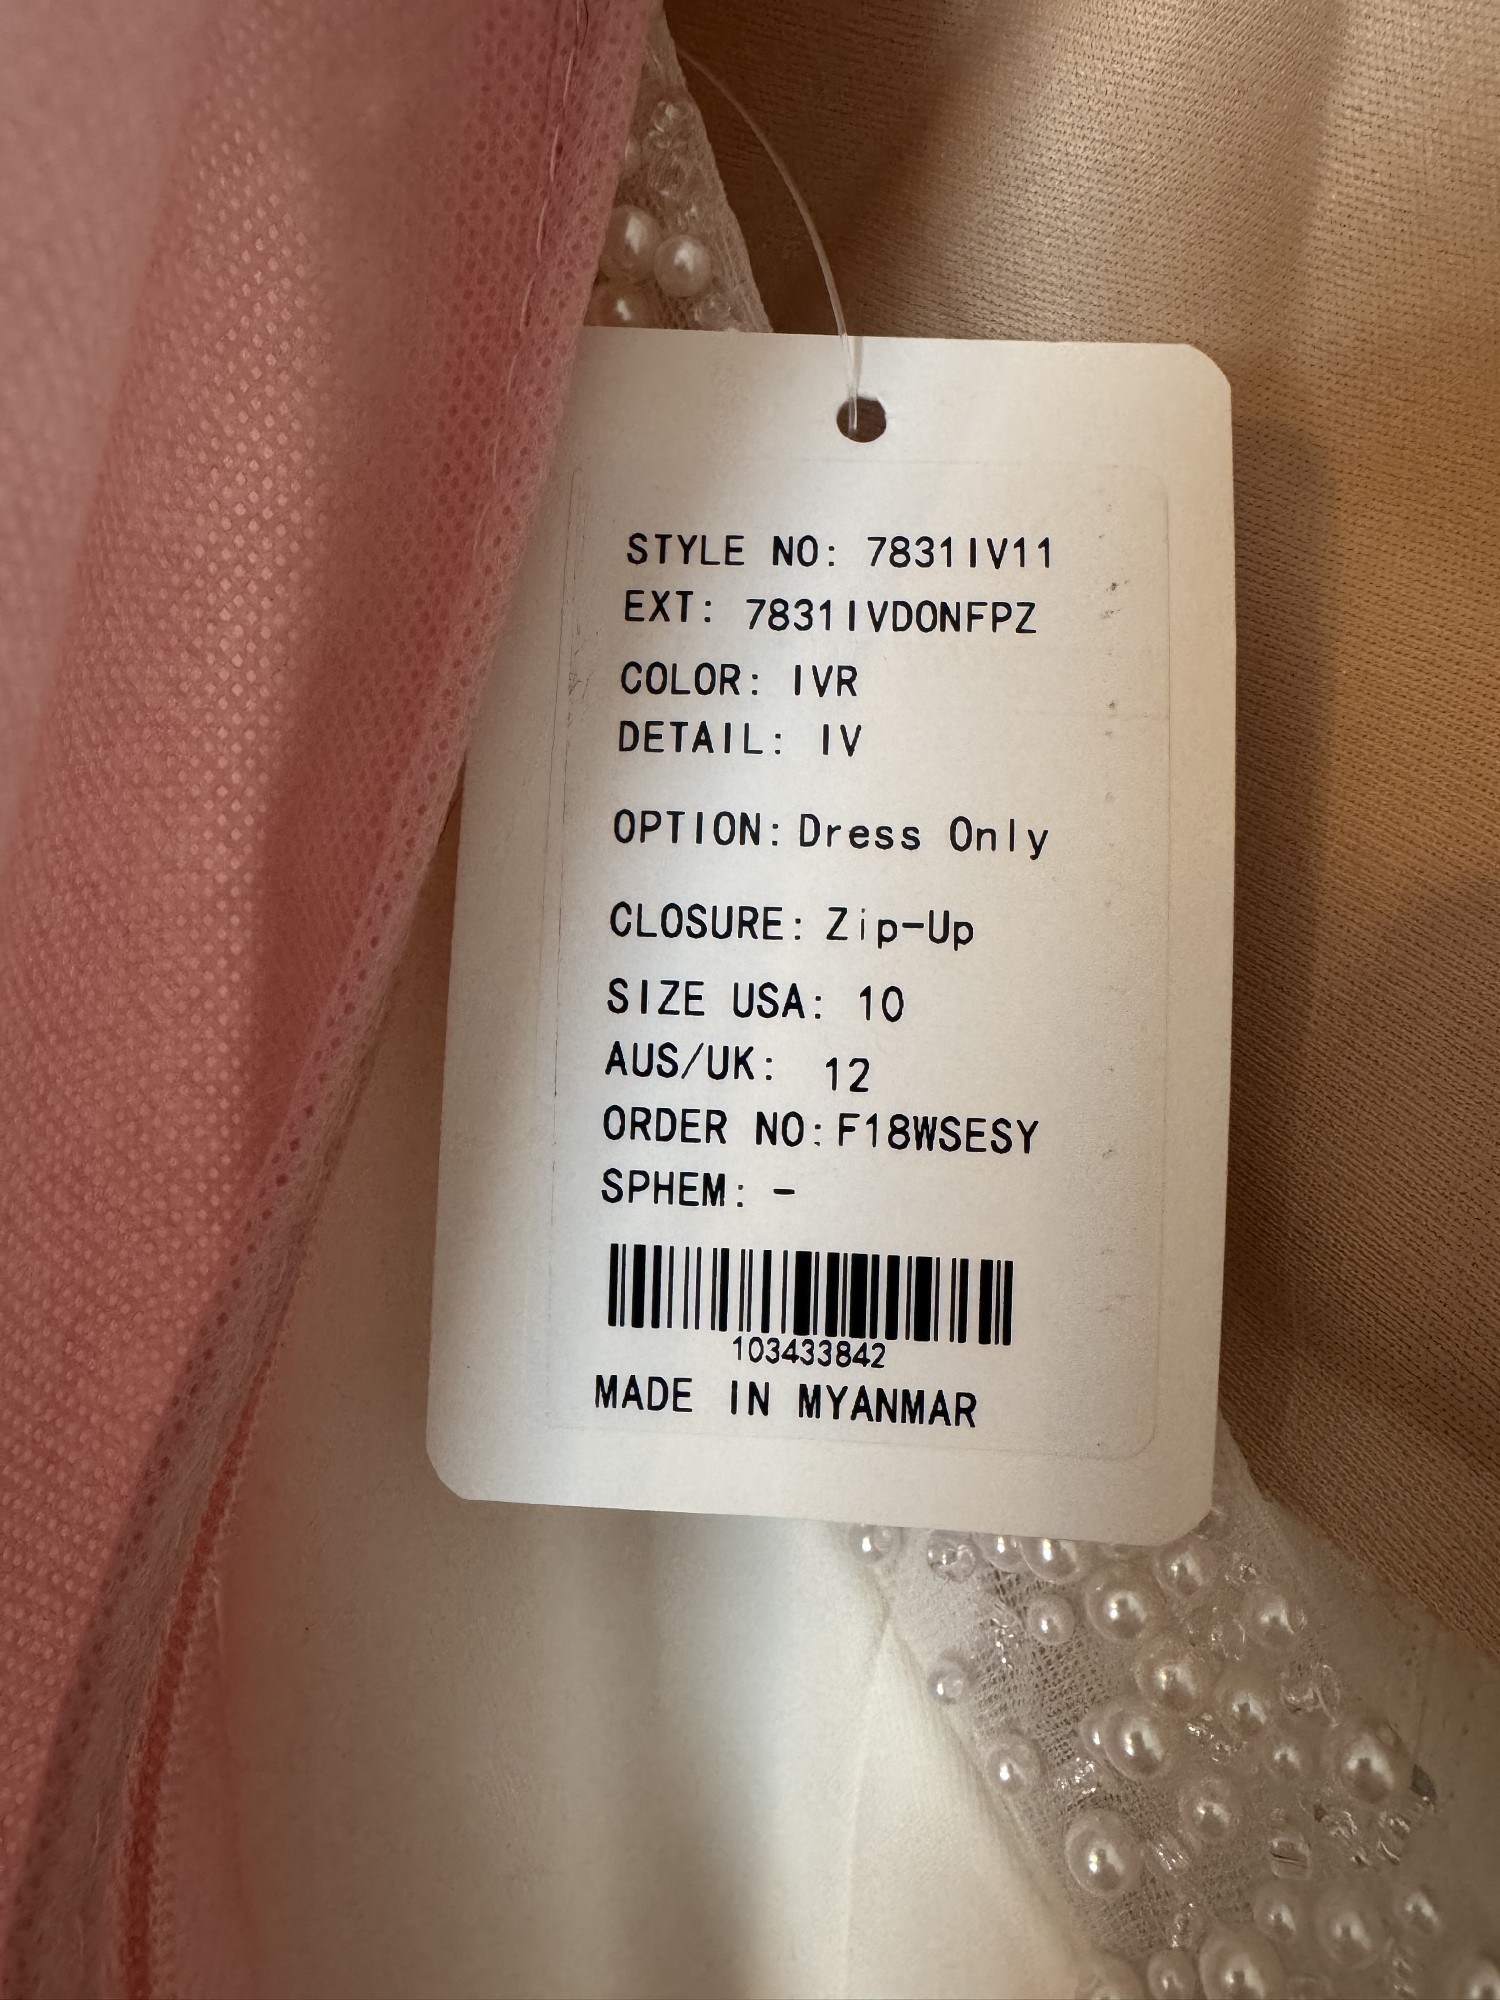 STYLE NO: 7831IV11
EXT: 7831IVDONFPZ
COLOR: IVR
DETAIL: IV
OPTION: Dress Only
CLOSURE: Zip-Up
SIZE USA: 10
AUS/UK: 12
ORDER NO: F18WSESY
SPHEM: -
103433842
MADE IN MYANMAR